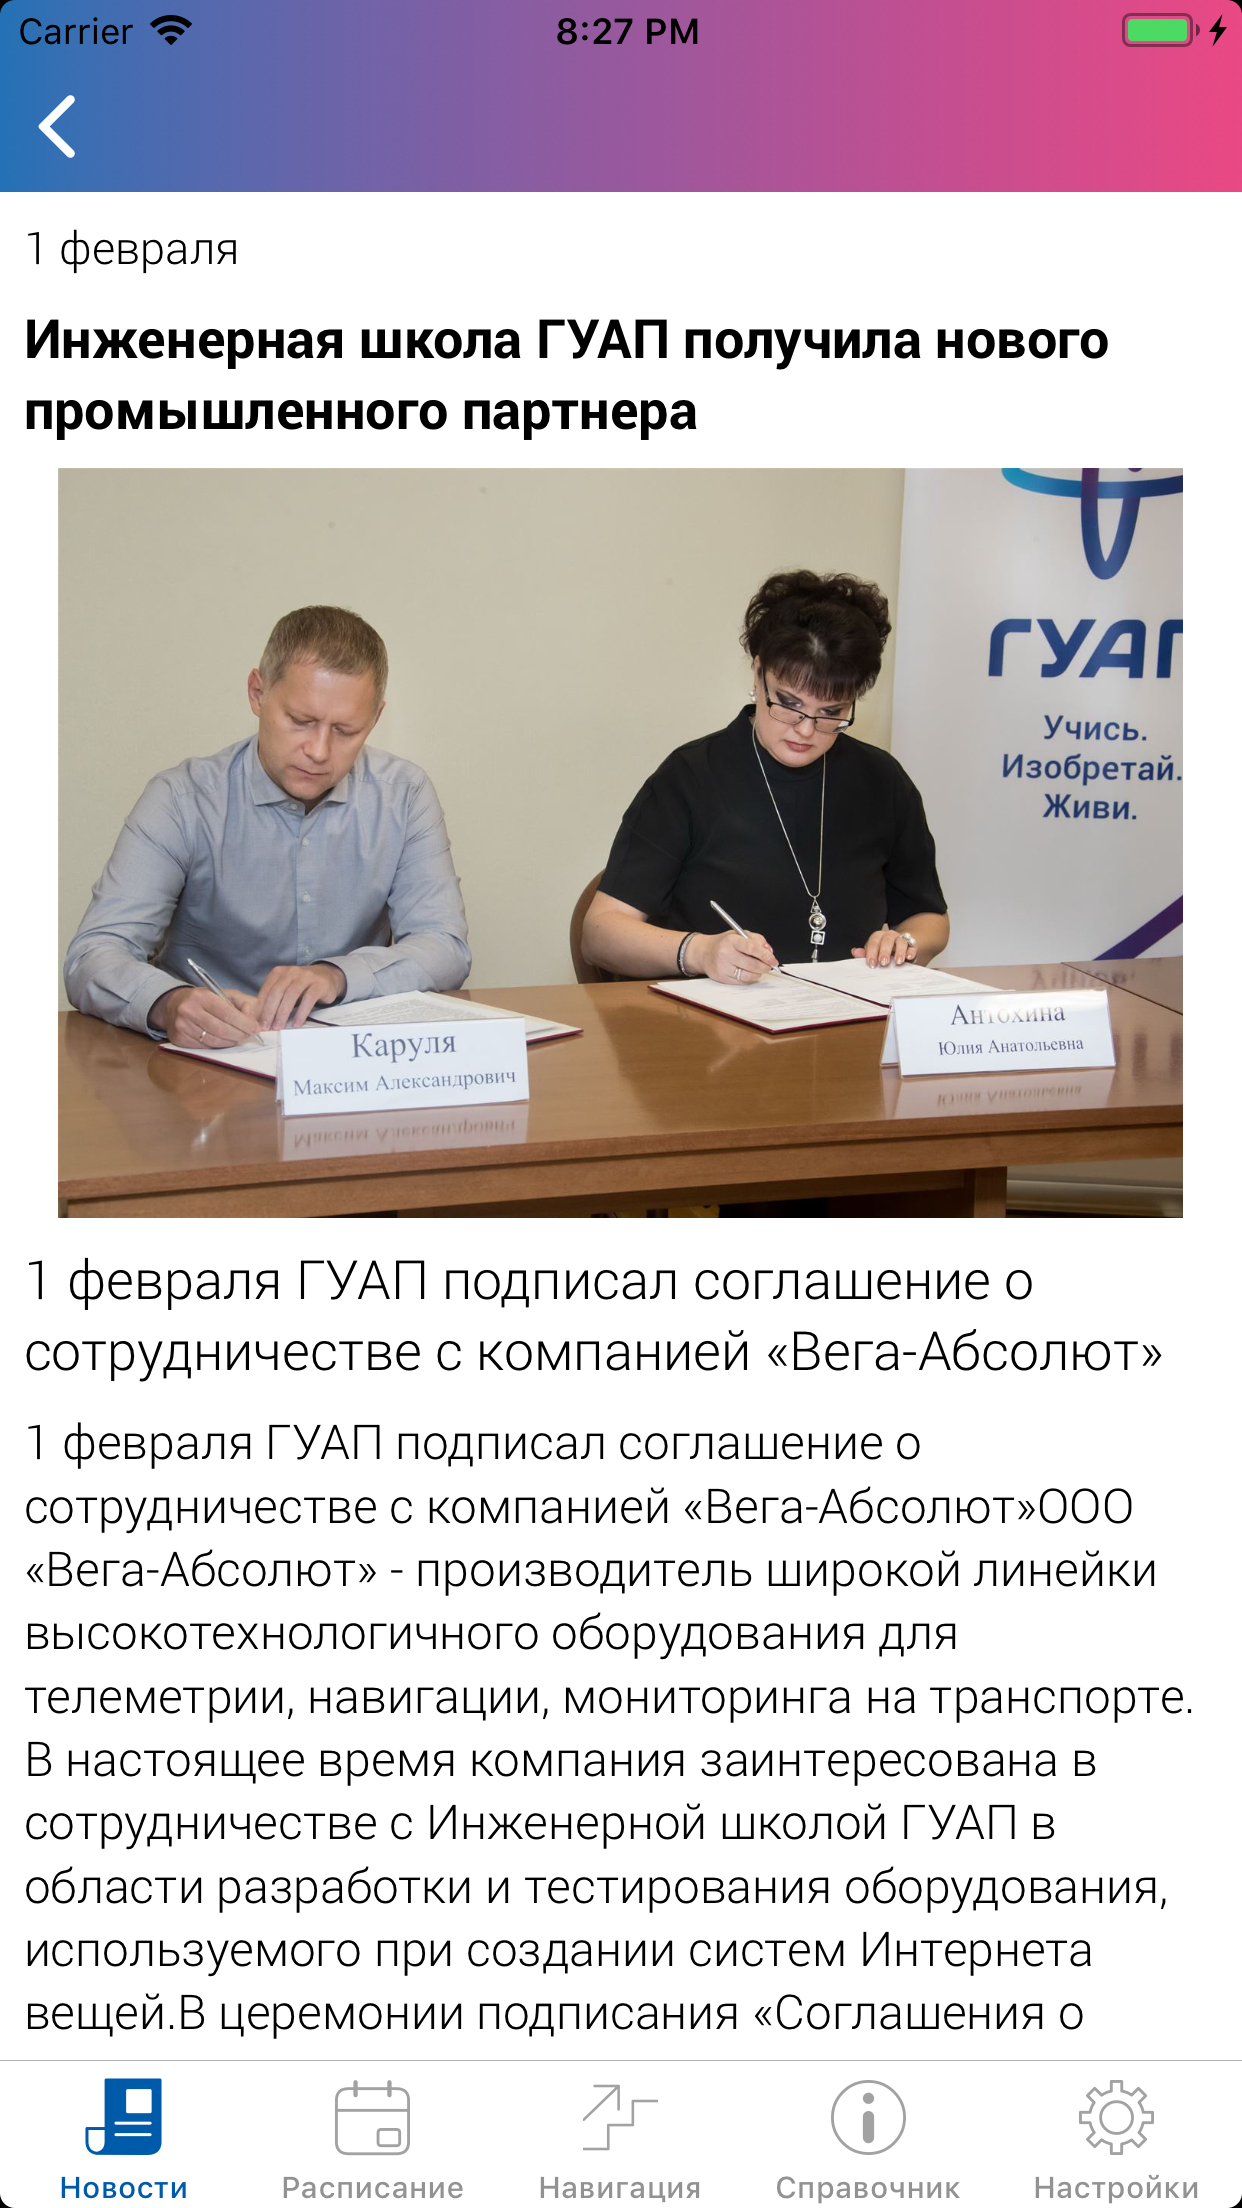 Carrier
8:27 PM
1 февраля
Инженерная школа ГУАП получила нового
промышленного партнера
ГУАП
Учись.
Изобретай.
Живи.
Каруля
Максим Александрович
Антохина
Юлия Анатольевна
1 февраля ГУАП подписал соглашение о
сотрудничестве с компанией «Вега-Абсолют»
1 февраля ГУАП подписал соглашение о
сотрудничестве с компанией «Вега-Абсолют»ООО
«Вега-Абсолют» - производитель широкой линейки
высокотехнологичного оборудования для
телеметрии, навигации, мониторинга на транспорте.
В настоящее время компания заинтересована в
сотрудничестве с Инженерной школой ГУАП в
области разработки и тестирования оборудования,
используемого при создании систем Интернета
вещей.В церемонии подписания «Соглашения о
Новости
Расписание
Навигация
Справочник
Настройки